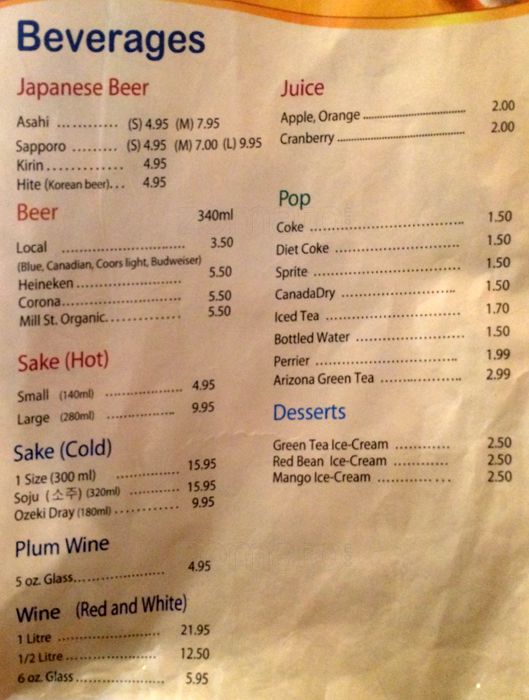 Beverages
Japanese Beer
Asahi ............ (S) 4.95 (M) 7.95
Sapporo ......... (S) 4.95 (M) 7.00 (L) 9.95
Kirin ............... 4.95
Hite (Korean beer)... 4.95
Beer 340ml
Local ......................... 3.50
(Blue, Canadian, Coors light, Budweiser)
Heineken ..................... 5.50
Corona........................ 5.50
Mill St. Organic............... 5.50
Sake (Hot)
Small (140ml) ................ 4.95
Large (280ml) .............. 9.95
Sake (Cold)
1 Size (300 ml) ............. 15.95
Soju (소주) (320ml) .......... 15.95
Ozeki Dray (180ml) ............ 9.95
Plum Wine
5 oz. Glass.................. 4.95
Wine (Red and White)
1 Litre ..................... 21.95
1/2 Litre ................... 12.50
6 oz. Glass.................. 5.95
Juice
Apple, Orange ........................ 2.00
Cranberry .............................. 2.00
Pop
Coke .............................. 1.50
Diet Coke ......................... 1.50
Sprite ............................. 1.50
CanadaDry ....................... 1.50
Iced Tea ........................... 1.70
Bottled Water .................... 1.50
Perrier ............................ 1.99
Arizona Green Tea ................ 2.99
Desserts
Green Tea Ice-Cream ........... 2.50
Red Bean Ice-Cream ........... 2.50
Mango Ice-Cream ............... 2.50